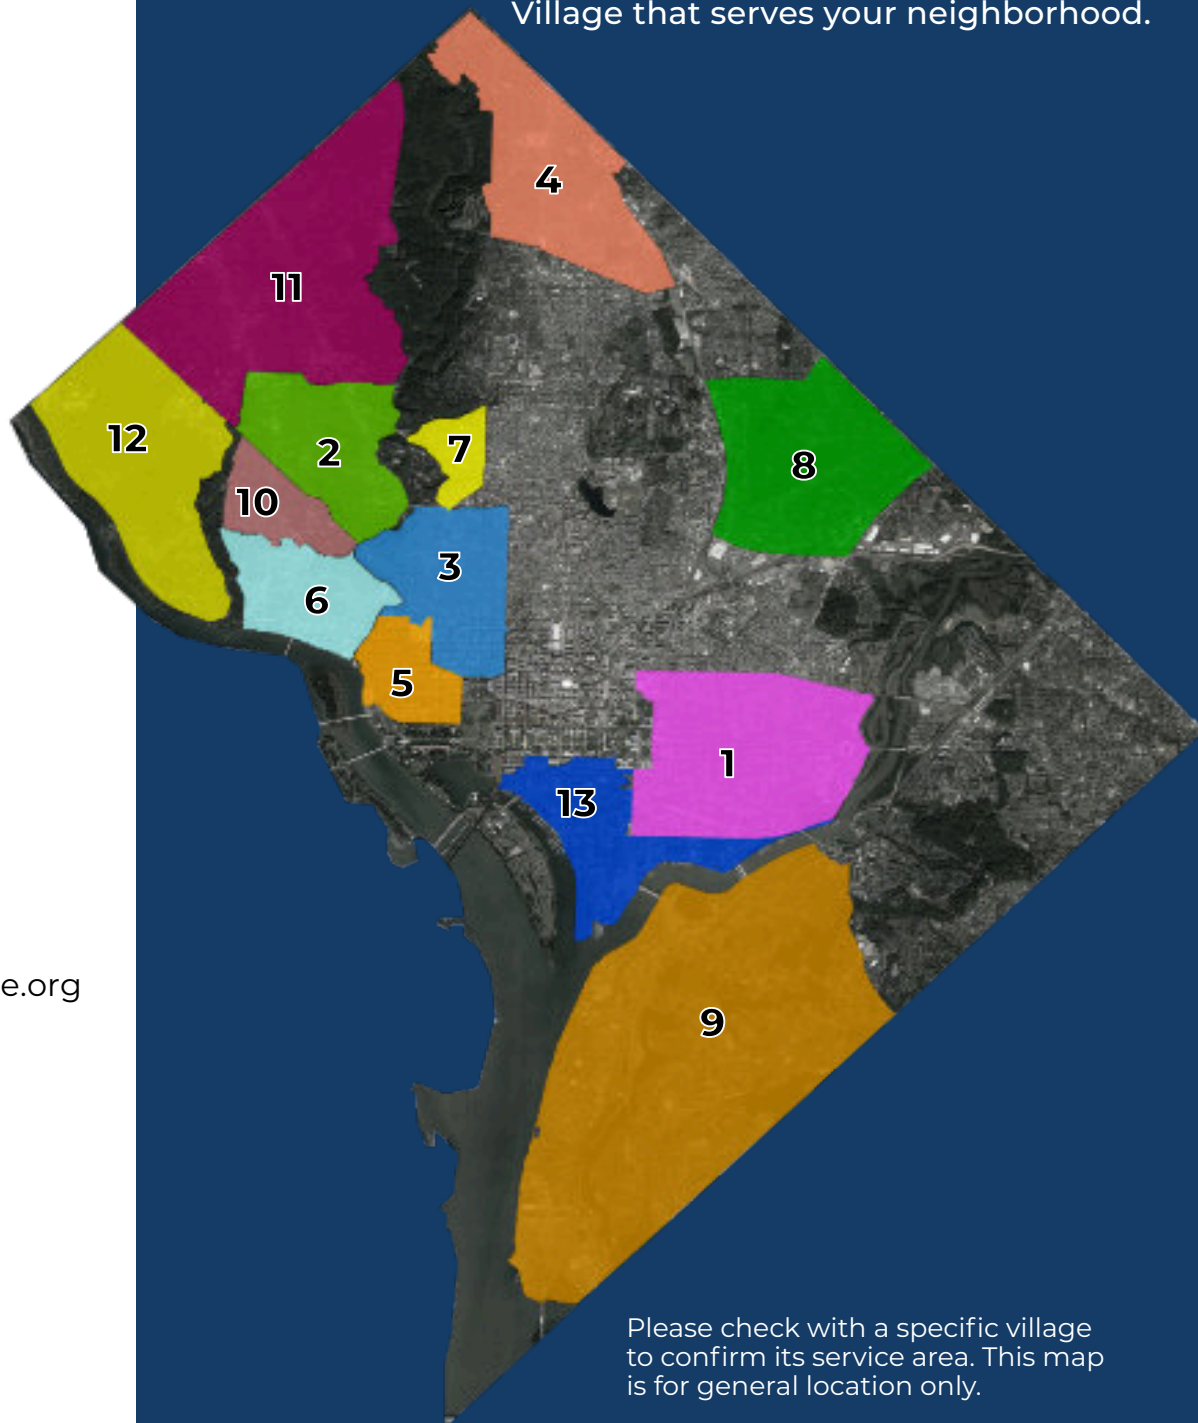 Village that serves your neighborhood.
4
11
12
2
7
8
10
3
6
5
1
13
e.org
9
Please check with a specific village
to confirm its service area. This map
is for general location only.